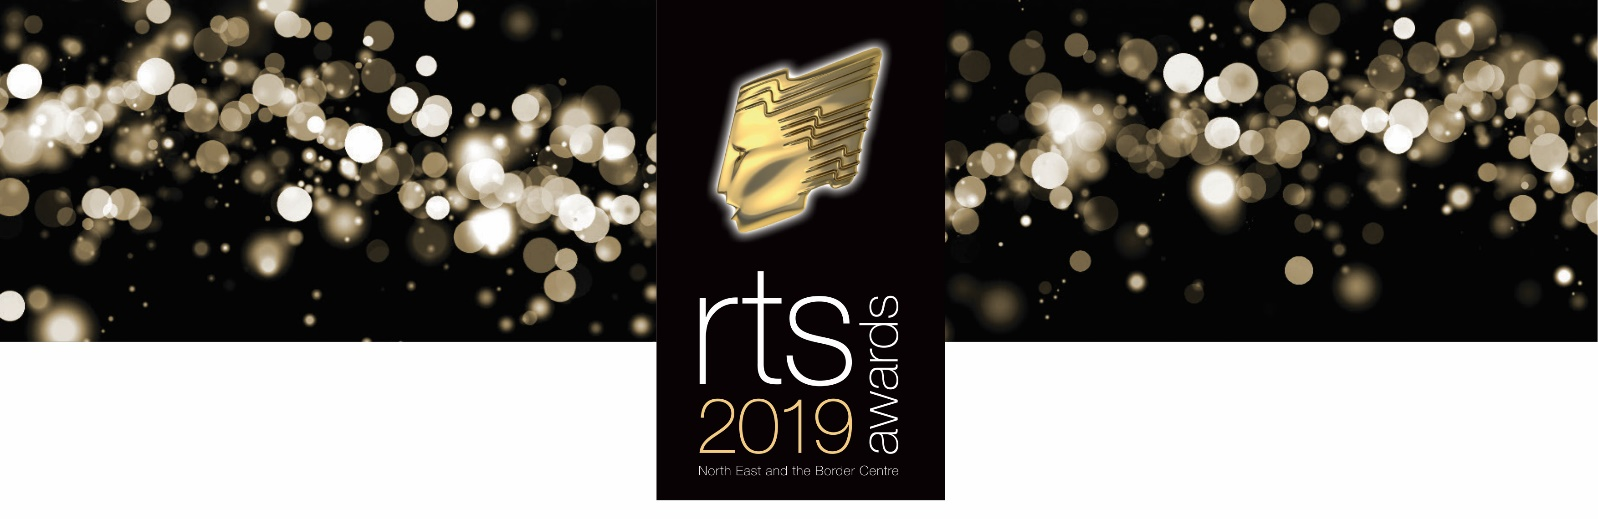 rts
awards
2019
North East and the Border Centre